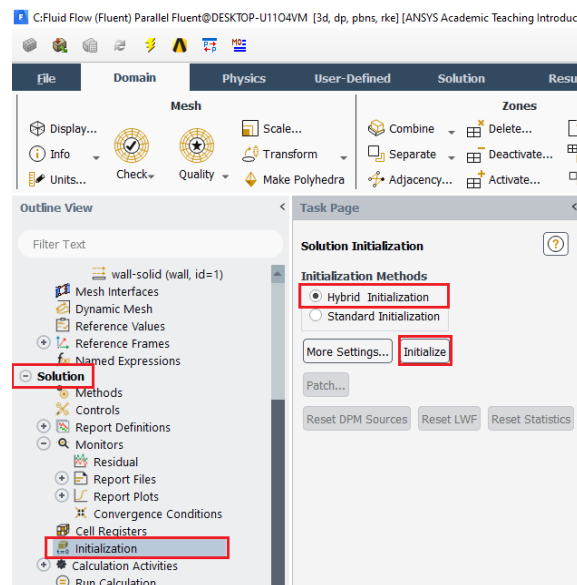 C:Fluid Flow (Fluent) Parallel Fluent@DESKTOP-U11O4VM [3d, dp, pbns, rke] [ANSYS Academic Teaching Introduc
File Domain Physics User-Defined Solution Resu
Mesh Zones
Display... Scale... Combine Delete...
Info Transform Separate Deactivate...
Units... Check Quality Make Polyhedra Adjacency... Activate...
Outline View < Task Page <
Filter Text
Solution Initialization ?
wall-solid (wall, id=1)
Initialization Methods
Mesh Interfaces
Hybrid Initialization
Dynamic Mesh
Standard Initialization
Reference Values
Reference Frames
More Settings... Initialize
Named Expressions
Solution
Patch...
Methods
Controls
Reset DPM Sources Reset LWF Reset Statistics
Report Definitions
Monitors
Residual
Report Files
Report Plots
Convergence Conditions
Cell Registers
Initialization
Calculation Activities
Run Calculation